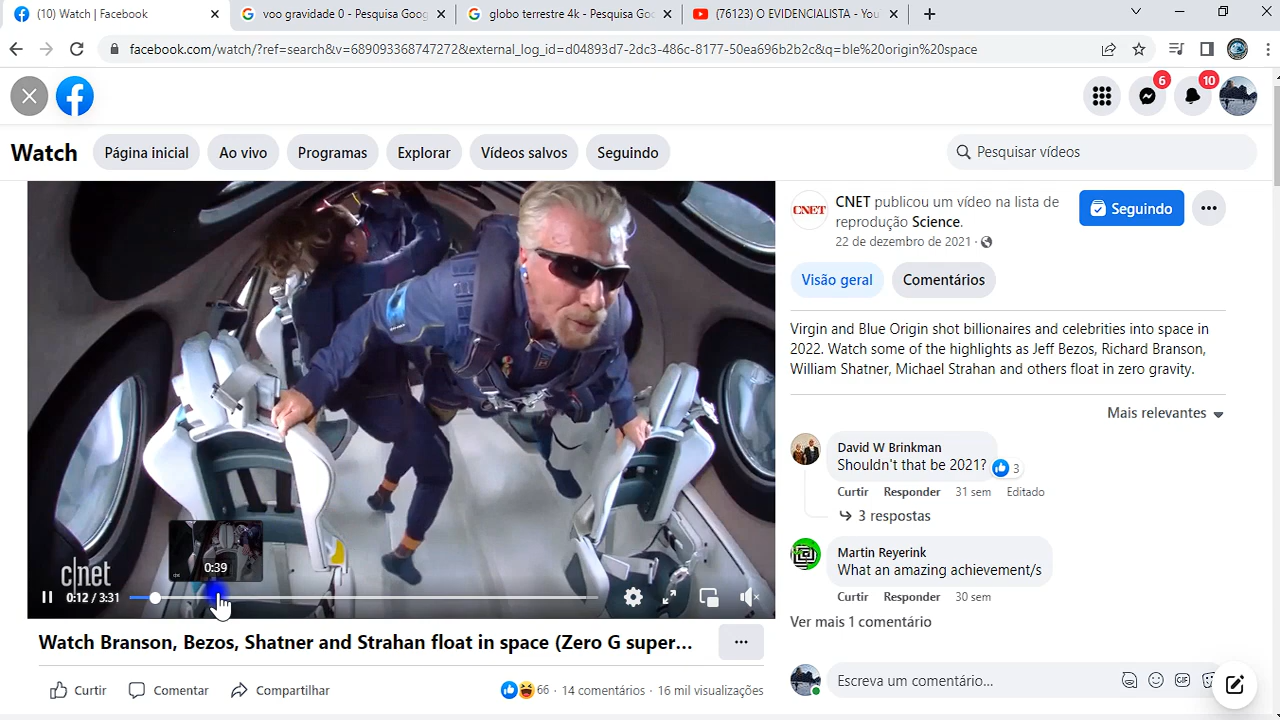 (10) Watch | Facebook
voo gravidade 0 - Pesquisa Goog
globo terrestre 4k - Pesquisa Goo
(76123) O EVIDENCIALISTA - You
facebook.com/watch/?ref=search&v=689093368747272&external_log_id=d04893d7-2dc3-486c-8177-50ea696b2b2c&q=ble%20origin%20space
6
10
Watch
Página inicial
Ao vivo
Programas
Explorar
Vídeos salvos
Seguindo
Pesquisar vídeos
CNET
CNET publicou um vídeo na lista de
reprodução Science.
22 de dezembro de 2021 ·
Seguindo
Visão geral
Comentários
Virgin and Blue Origin shot billionaires and celebrities into space in
2022. Watch some of the highlights as Jeff Bezos, Richard Branson,
William Shatner, Michael Strahan and others float in zero gravity.
Mais relevantes
David W Brinkman
Shouldn't that be 2021?
3
Curtir Responder 31 sem Editado
3 respostas
Martin Reyerink
What an amazing achievement/s
Curtir Responder 30 sem
Ver mais 1 comentário
Escreva um comentário...
GIF
c|net
0:39
0:12 / 3:31
Watch Branson, Bezos, Shatner and Strahan float in space (Zero G super...
Curtir
Comentar
Compartilhar
66 · 14 comentários · 16 mil visualizações